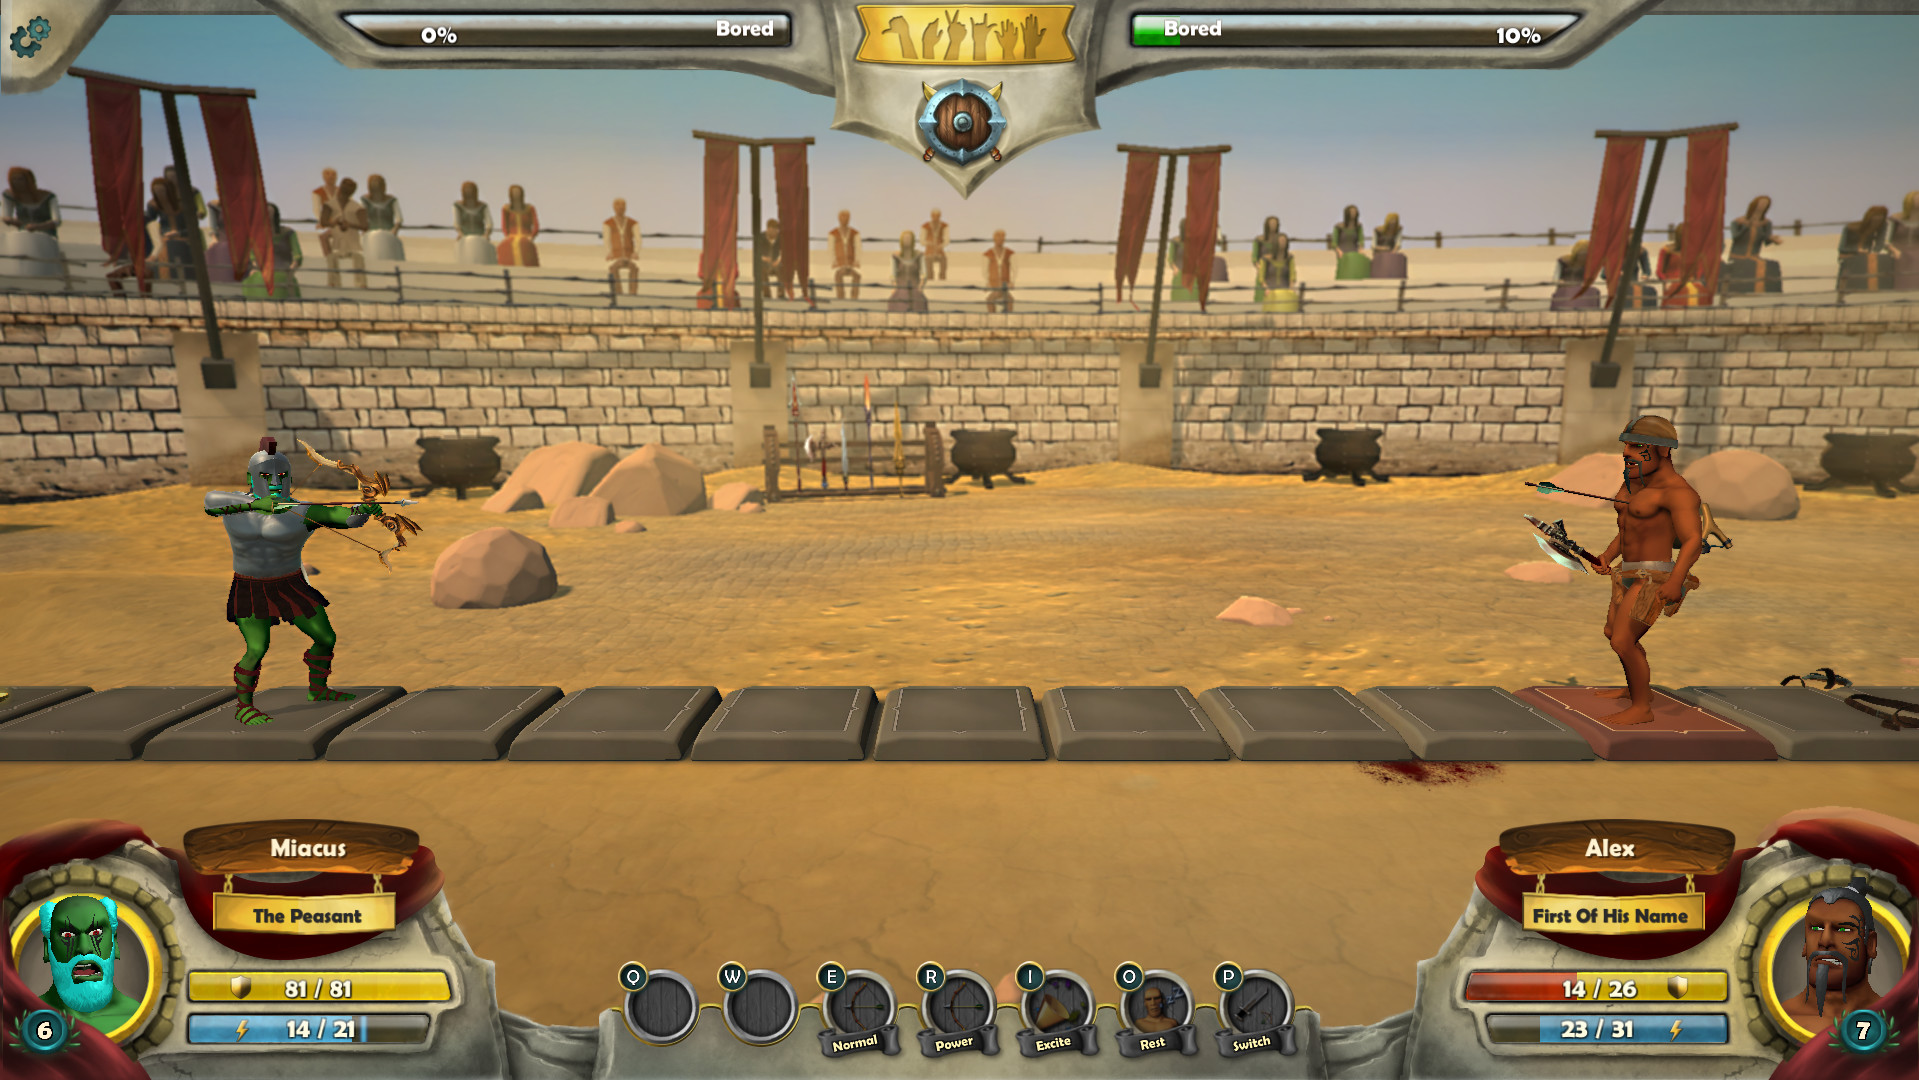 0%
Bored
Bored
10%
Miacus
The Peasant
81 / 81
14 / 21
6
Q
W
E
R
I
O
P
Normal
Power
Excite
Rest
Switch
Alex
First Of His Name
14 / 26
23 / 31
7